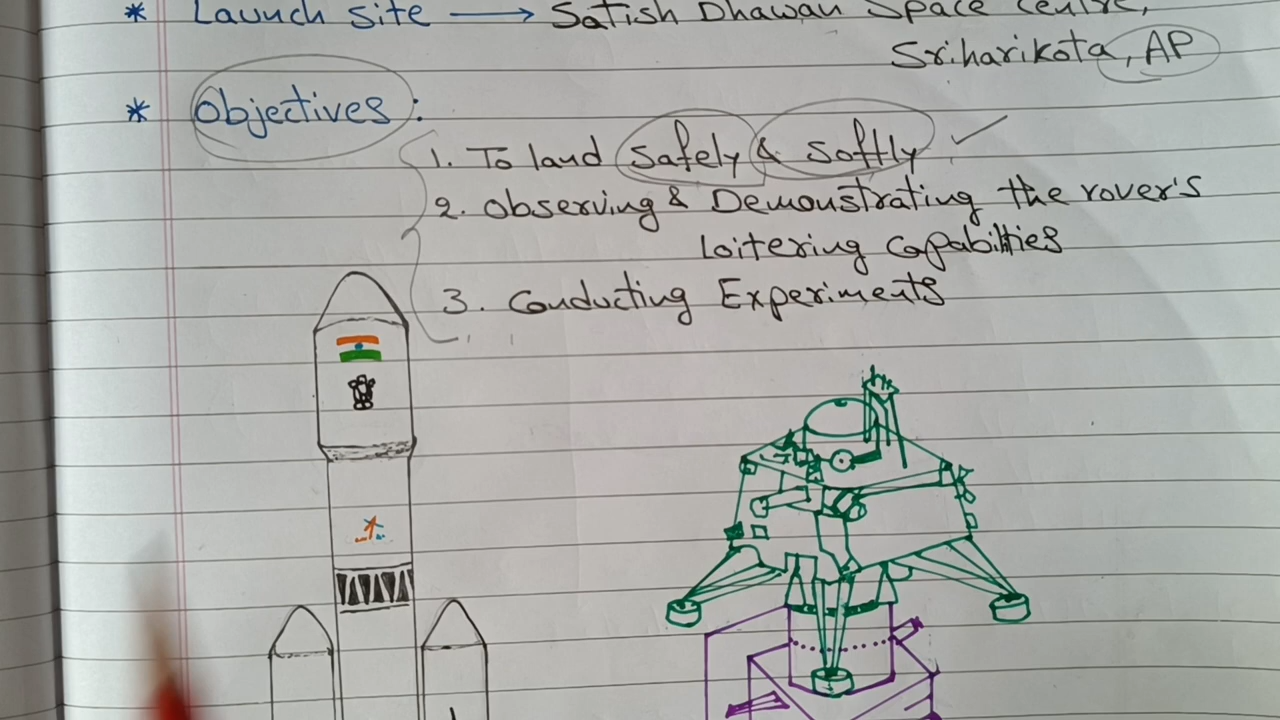 * Launch site → Satish Dhawan Space Centre,
Sriharikota, AP
* Objectives :
1. To land Safely & Softly ✓
2. Observing & Demonstrating the rover's
Loitering Capabilties
3. Conducting Experiments